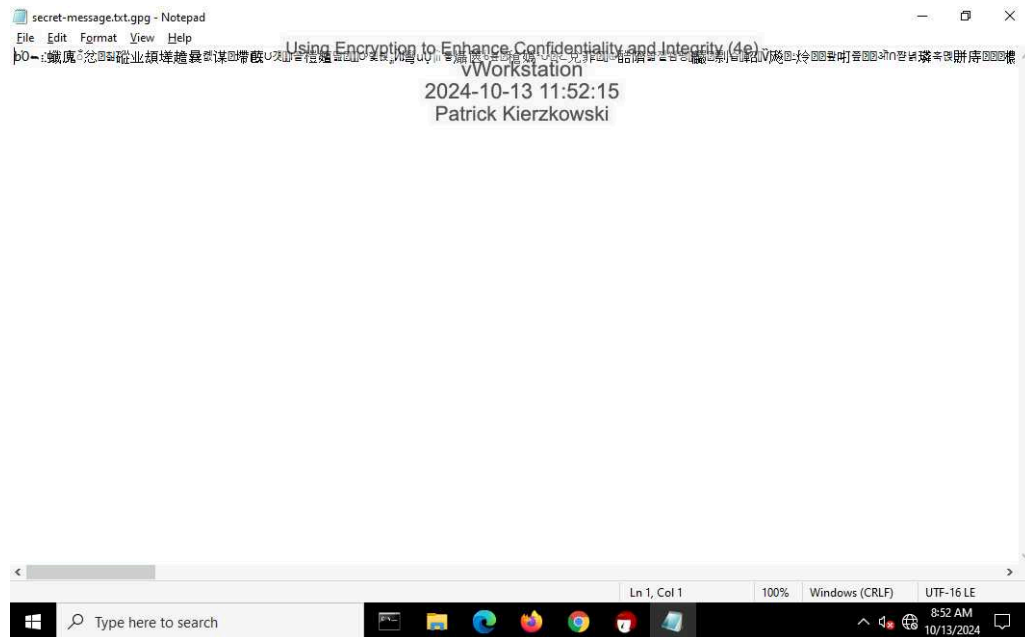 secret-message.txt.gpg - Notepad
File Edit Format View Help
Using Encryption to Enhance Confidentiality and Integrity (4e)
vWorkstation
2024-10-13 11:52:15
Patrick Kierzkowski
Ln 1, Col 1 100% Windows (CRLF) UTF-16 LE
Type here to search
8:52 AM
10/13/2024